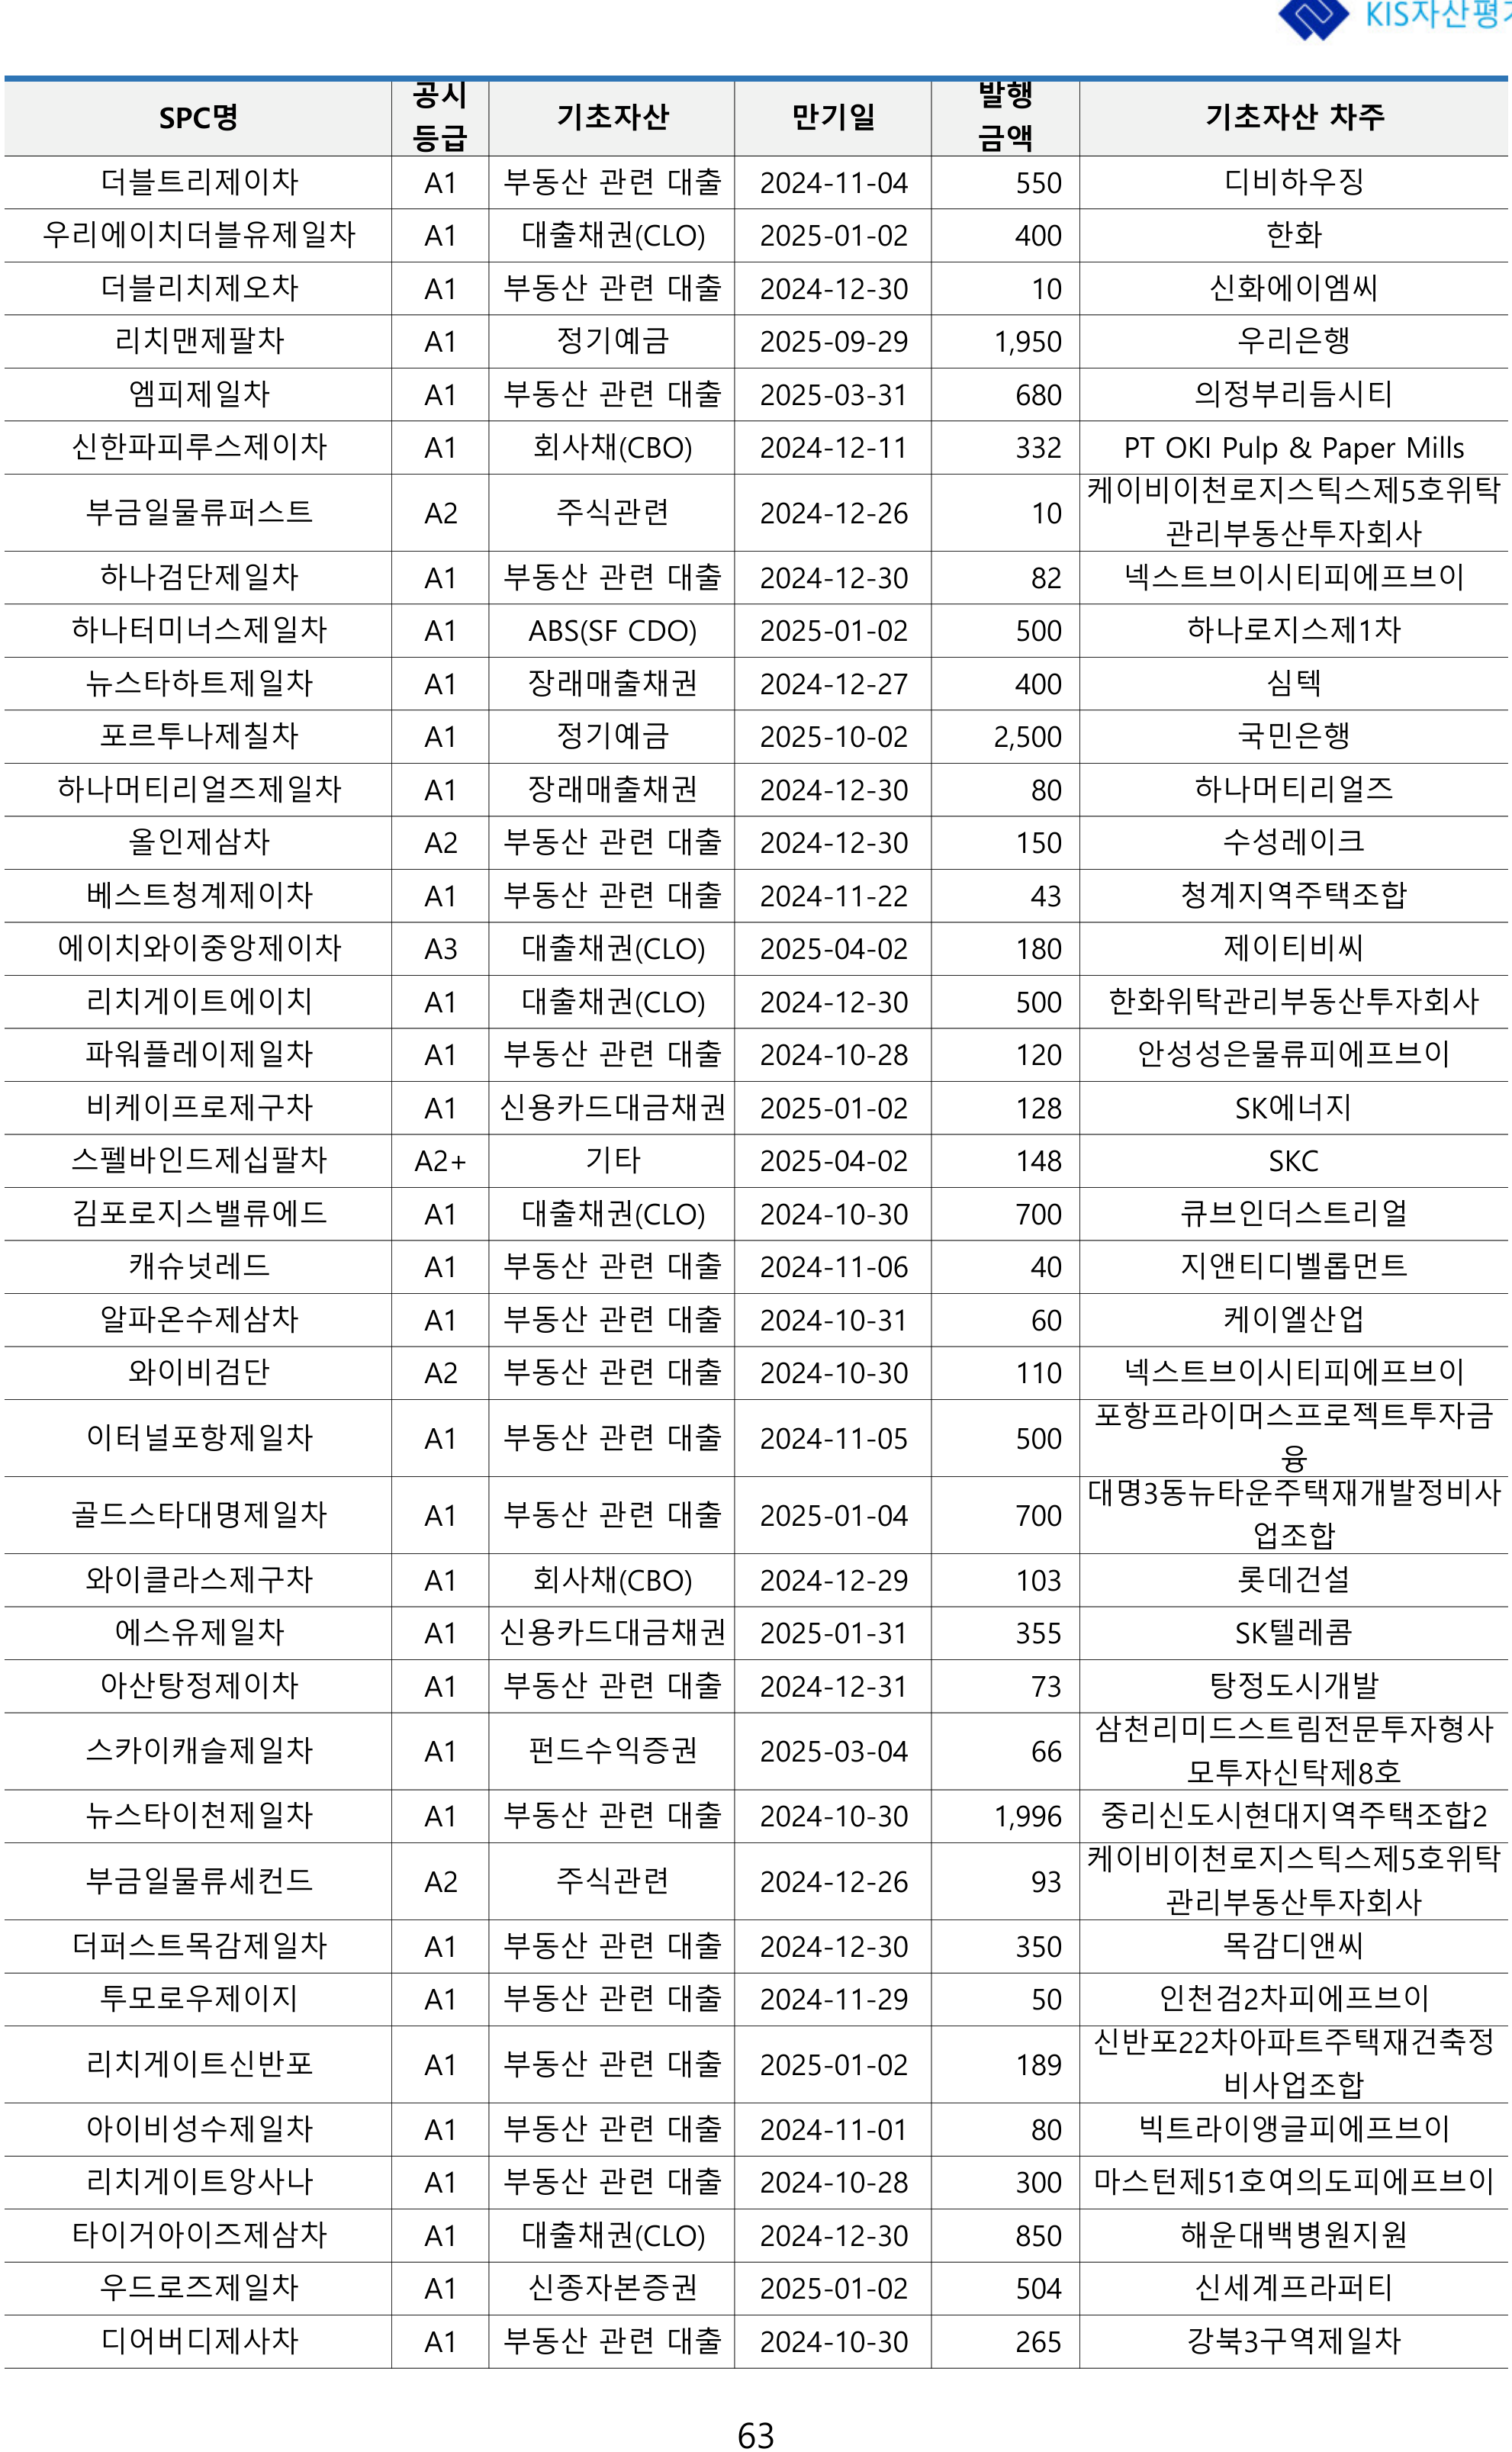 KIS자산평가
SPC명 공시등급 기초자산 만기일 발행금액 기초자산 차주
더블트리제이차 A1 부동산 관련 대출 2024-11-04 550 디비하우징
우리에이치더블유제일차 A1 대출채권(CLO) 2025-01-02 400 한화
더블리치제오차 A1 부동산 관련 대출 2024-12-30 10 신화에이엠씨
리치맨제팔차 A1 정기예금 2025-09-29 1,950 우리은행
엠피제일차 A1 부동산 관련 대출 2025-03-31 680 의정부리듬시티
신한파피루스제이차 A1 회사채(CBO) 2024-12-11 332 PT OKI Pulp & Paper Mills
부금일물류퍼스트 A2 주식관련 2024-12-26 10 케이비이천로지스틱스제5호위탁
관리부동산투자회사
하나검단제일차 A1 부동산 관련 대출 2024-12-30 82 넥스트브이시티피에프브이
하나터미너스제일차 A1 ABS(SF CDO) 2025-01-02 500 하나로지스제1차
뉴스타하트제일차 A1 장래매출채권 2024-12-27 400 심텍
포르투나제칠차 A1 정기예금 2025-10-02 2,500 국민은행
하나머티리얼즈제일차 A1 장래매출채권 2024-12-30 80 하나머티리얼즈
올인제삼차 A2 부동산 관련 대출 2024-12-30 150 수성레이크
베스트청계제이차 A1 부동산 관련 대출 2024-11-22 43 청계지역주택조합
에이치와이중앙제이차 A3 대출채권(CLO) 2025-04-02 180 제이티비씨
리치게이트에이치 A1 대출채권(CLO) 2024-12-30 500 한화위탁관리부동산투자회사
파워플레이제일차 A1 부동산 관련 대출 2024-10-28 120 안성성은물류피에프브이
비케이프로제구차 A1 신용카드대금채권 2025-01-02 128 SK에너지
스펠바인드제십팔차 A2+ 기타 2025-04-02 148 SKC
김포로지스밸류에드 A1 대출채권(CLO) 2024-10-30 700 큐브인더스트리얼
캐슈넛레드 A1 부동산 관련 대출 2024-11-06 40 지앤티디벨롭먼트
알파온수제삼차 A1 부동산 관련 대출 2024-10-31 60 케이엘산업
와이비검단 A2 부동산 관련 대출 2024-10-30 110 넥스트브이시티피에프브이
이터널포항제일차 A1 부동산 관련 대출 2024-11-05 500 포항프라이머스프로젝트투자금
융
골드스타대명제일차 A1 부동산 관련 대출 2025-01-04 700 대명3동뉴타운주택재개발정비사
업조합
와이클라스제구차 A1 회사채(CBO) 2024-12-29 103 롯데건설
에스유제일차 A1 신용카드대금채권 2025-01-31 355 SK텔레콤
아산탕정제이차 A1 부동산 관련 대출 2024-12-31 73 탕정도시개발
스카이캐슬제일차 A1 펀드수익증권 2025-03-04 66 삼천리미드스트림전문투자형사
모투자신탁제8호
뉴스타이천제일차 A1 부동산 관련 대출 2024-10-30 1,996 중리신도시현대지역주택조합2
부금일물류세컨드 A2 주식관련 2024-12-26 93 케이비이천로지스틱스제5호위탁
관리부동산투자회사
더퍼스트목감제일차 A1 부동산 관련 대출 2024-12-30 350 목감디앤씨
투모로우제이지 A1 부동산 관련 대출 2024-11-29 50 인천검2차피에프브이
리치게이트신반포 A1 부동산 관련 대출 2025-01-02 189 신반포22차아파트주택재건축정
비사업조합
아이비성수제일차 A1 부동산 관련 대출 2024-11-01 80 빅트라이앵글피에프브이
리치게이트앙사나 A1 부동산 관련 대출 2024-10-28 300 마스턴제51호여의도피에프브이
타이거아이즈제삼차 A1 대출채권(CLO) 2024-12-30 850 해운대백병원지원
우드로즈제일차 A1 신종자본증권 2025-01-02 504 신세계프라퍼티
디어버디제사차 A1 부동산 관련 대출 2024-10-30 265 강북3구역제일차
63